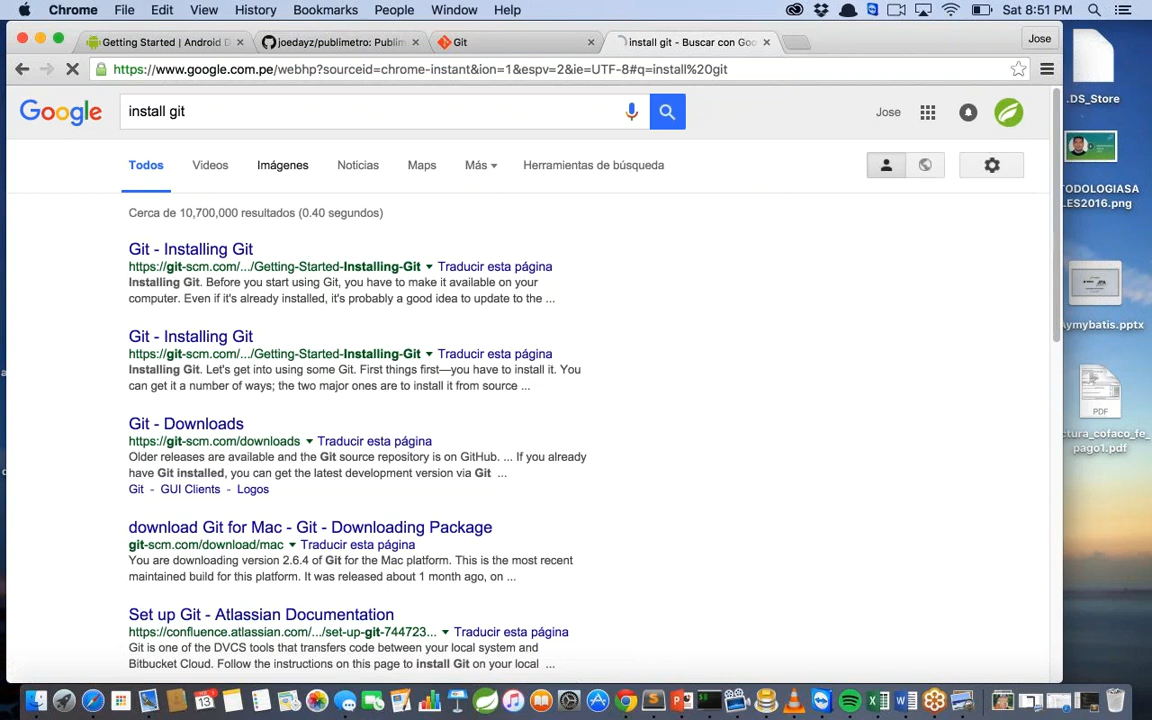 Chrome File Edit View History Bookmarks People Window Help Sat 8:51 PM
Getting Started | Android D
joedayz/publimetro: Publim
Git
install git - Buscar con Goo
Jose
https://www.google.com.pe/webhp?sourceid=chrome-instant&ion=1&espv=2&ie=UTF-8#q=install%20git
Google
install git
Jose
Todos Videos Imágenes Noticias Maps Más Herramientas de búsqueda
Cerca de 10,700,000 resultados (0.40 segundos)
Git - Installing Git
https://git-scm.com/.../Getting-Started-Installing-Git Traducir esta página
Installing Git. Before you start using Git, you have to make it available on your
computer. Even if it's already installed, it's probably a good idea to update to the ...
Git - Installing Git
https://git-scm.com/.../Getting-Started-Installing-Git Traducir esta página
Installing Git. Let's get into using some Git. First things first—you have to install it. You
can get it a number of ways; the two major ones are to install it from source ...
Git - Downloads
https://git-scm.com/downloads Traducir esta página
Older releases are available and the Git source repository is on GitHub. ... If you already
have Git installed, you can get the latest development version via Git ...
Git - GUI Clients - Logos
download Git for Mac - Git - Downloading Package
git-scm.com/download/mac Traducir esta página
You are downloading version 2.6.4 of Git for the Mac platform. This is the most recent
maintained build for this platform. It was released about 1 month ago, on ...
Set up Git - Atlassian Documentation
https://confluence.atlassian.com/.../set-up-git-744723... Traducir esta página
Git is one of the DVCS tools that transfers code between your local system and
Bitbucket Cloud. Follow the instructions on this page to install Git on your local ...
.DS_Store
TODOLOGIASA
LES2016.png
aymybatis.pptx
PDF
ctura_cofaco_fe_
pago1.pdf
13